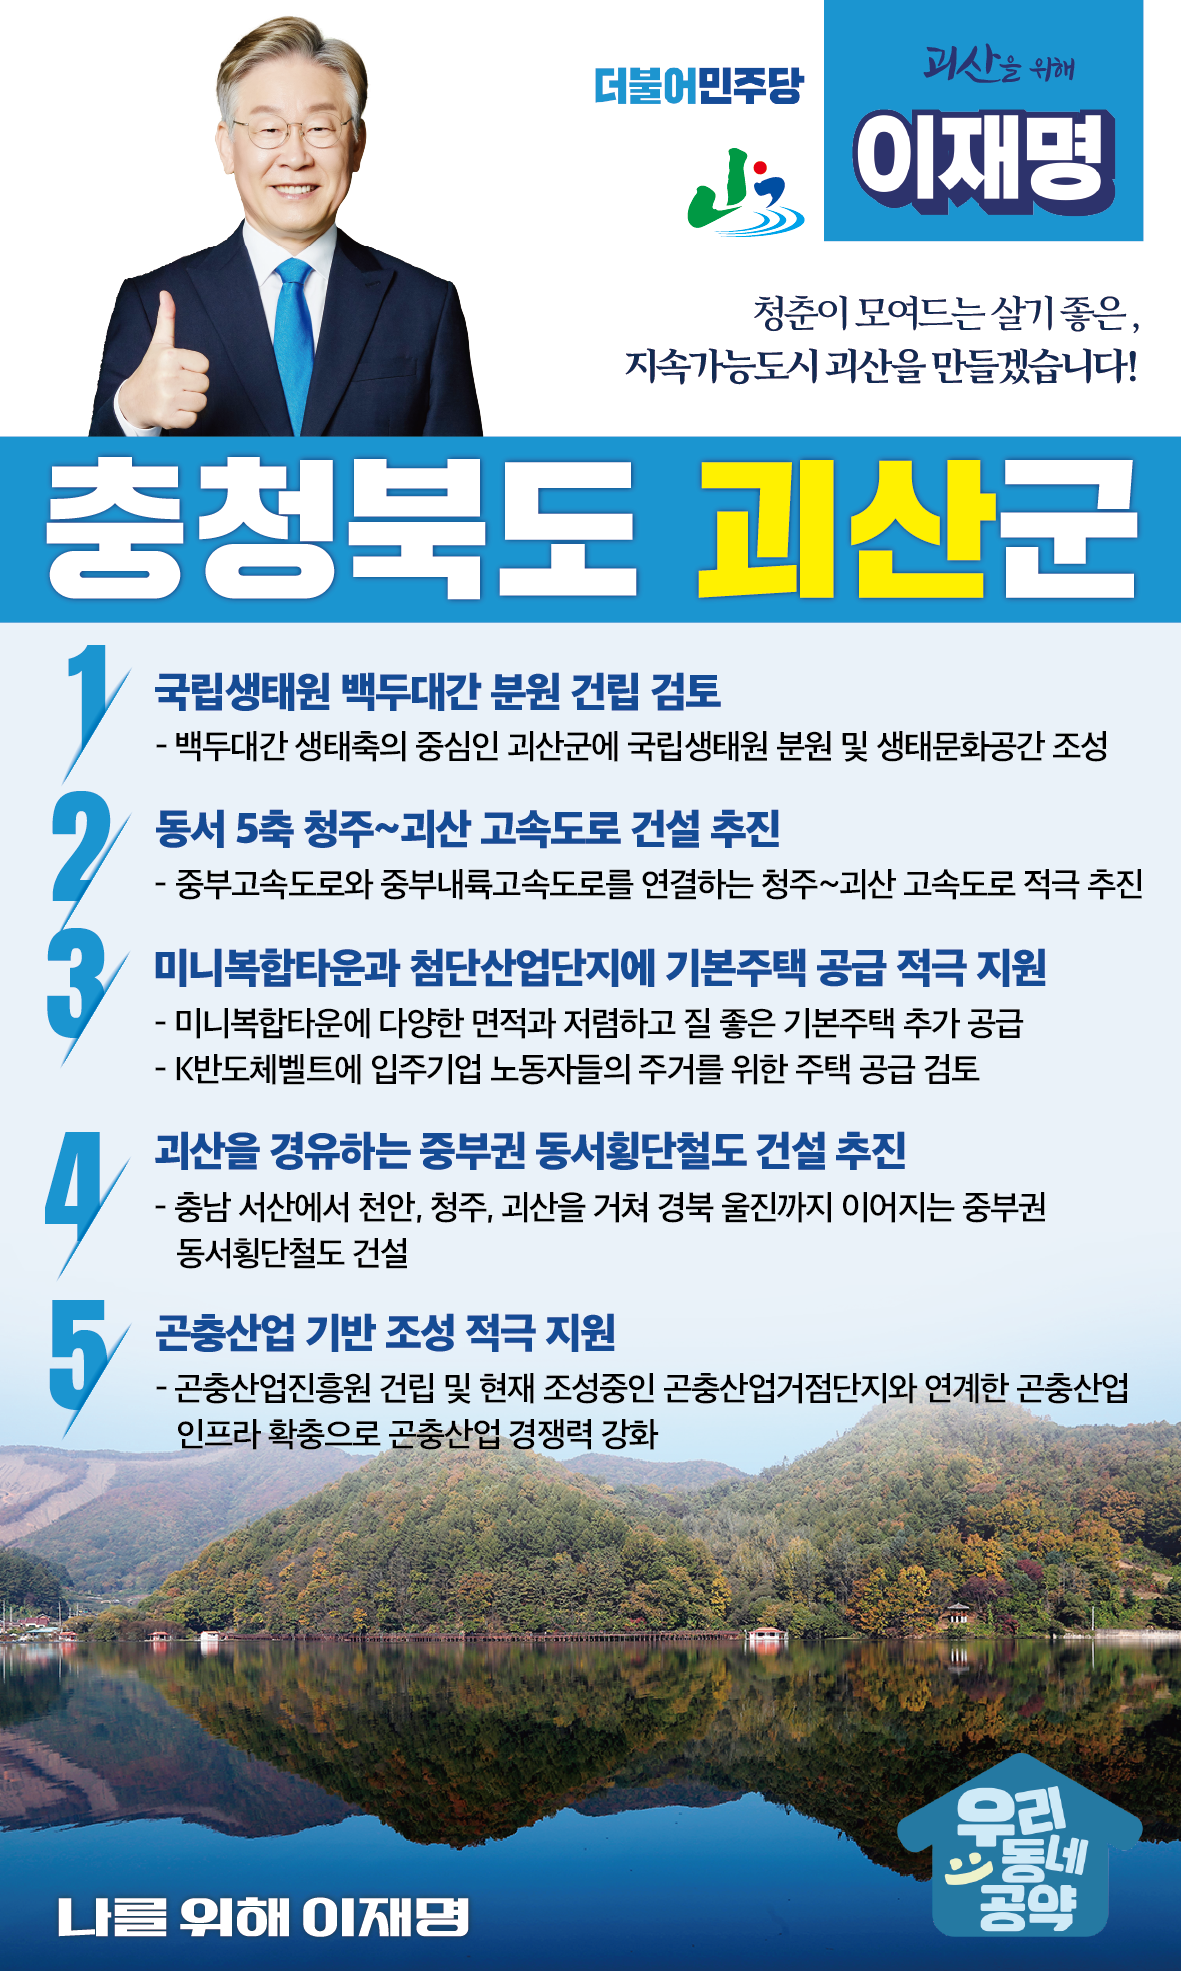 더불어민주당
괴산을 위해
이재명
청춘이 모여드는 살기 좋은,
지속가능도시 괴산을 만들겠습니다!
충청북도 괴산군
1
국립생태원 백두대간 분원 건립 검토
- 백두대간 생태축의 중심인 괴산군에 국립생태원 분원 및 생태문화공간 조성
2
동서 5축 청주~괴산 고속도로 건설 추진
- 중부고속도로와 중부내륙고속도로를 연결하는 청주~괴산 고속도로 적극 추진
3
미니복합타운과 첨단산업단지에 기본주택 공급 적극 지원
- 미니복합타운에 다양한 면적과 저렴하고 질 좋은 기본주택 추가 공급
- K반도체벨트에 입주기업 노동자들의 주거를 위한 주택 공급 검토
4
괴산을 경유하는 중부권 동서횡단철도 건설 추진
- 충남 서산에서 천안, 청주, 괴산을 거쳐 경북 울진까지 이어지는 중부권
동서횡단철도 건설
5
곤충산업 기반 조성 적극 지원
- 곤충산업진흥원 건립 및 현재 조성중인 곤충산업거점단지와 연계한 곤충산업
인프라 확충으로 곤충산업 경쟁력 강화
우리
동네
공약
나를 위해 이재명